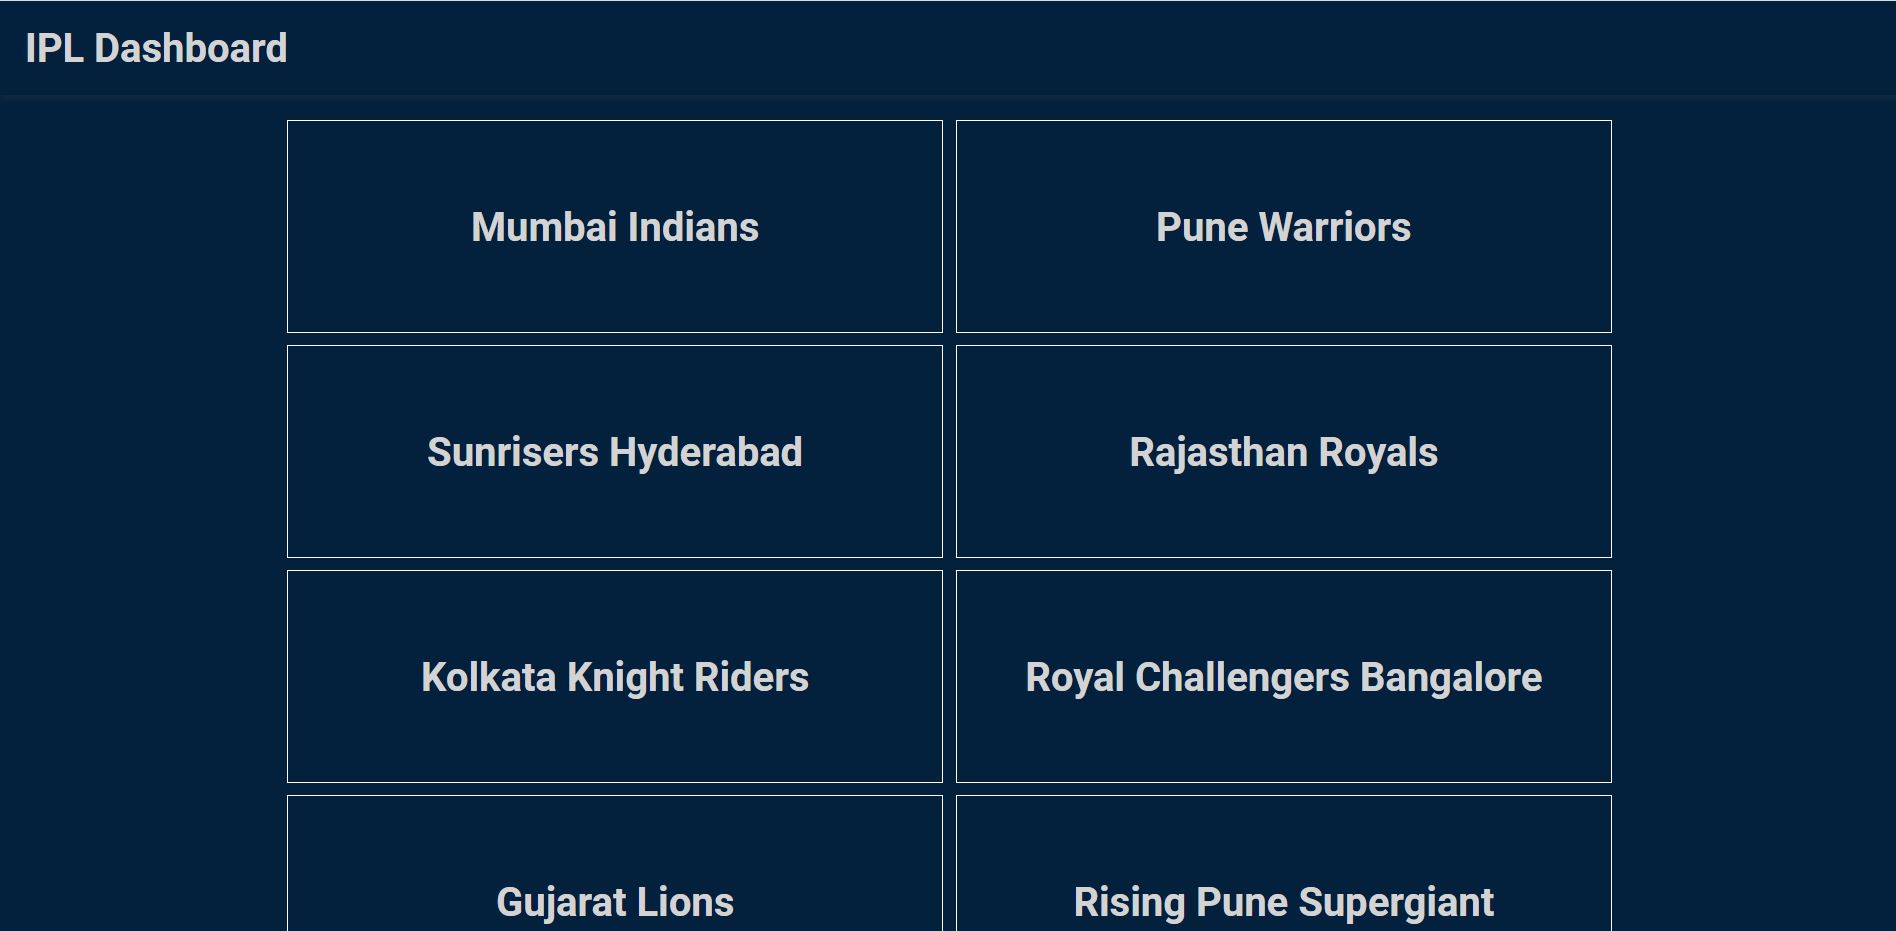 IPL Dashboard
Mumbai Indians
Pune Warriors
Sunrisers Hyderabad
Rajasthan Royals
Kolkata Knight Riders
Royal Challengers Bangalore
Gujarat Lions
Rising Pune Supergiant